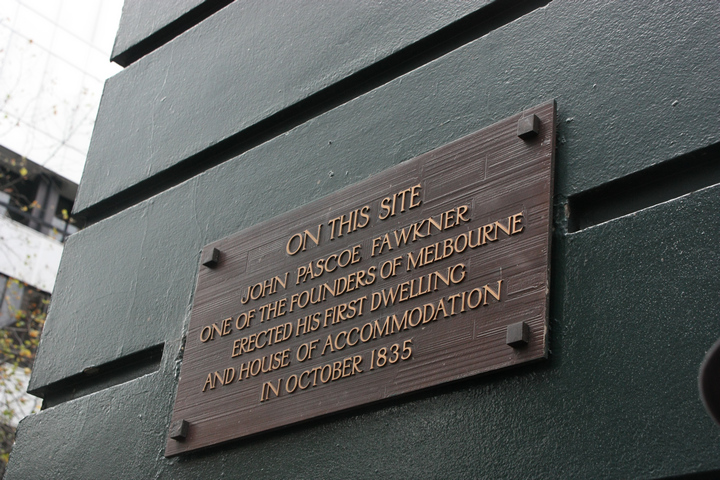 ON THIS SITE
JOHN PASCOE FAWKNER
ONE OF THE FOUNDERS OF MELBOURNE
ERECTED HIS FIRST DWELLING
AND HOUSE OF ACCOMMODATION
IN OCTOBER 1835